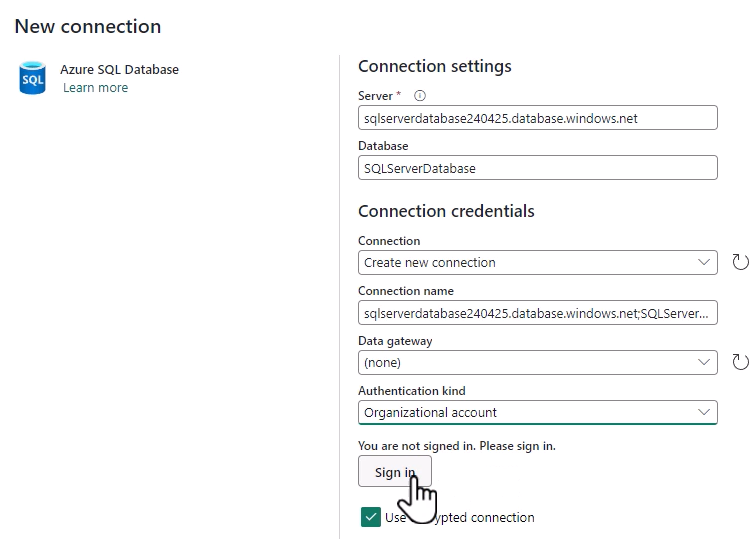 New connection
SQL
Azure SQL Database
Learn more
Connection settings
Server *
sqlserverdatabase240425.database.windows.net
Database
SQLServerDatabase
Connection credentials
Connection
Create new connection
Connection name
sqlserverdatabase240425.database.windows.net;SQLServer...
Data gateway
(none)
Authentication kind
Organizational account
You are not signed in. Please sign in.
Sign in
Use connection